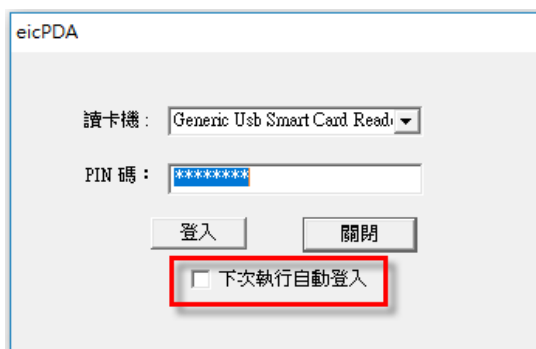 eicPDA
讀卡機： Generic Usb Smart Card Read
PIN 碼： ********
登入 關閉
下次執行自動登入